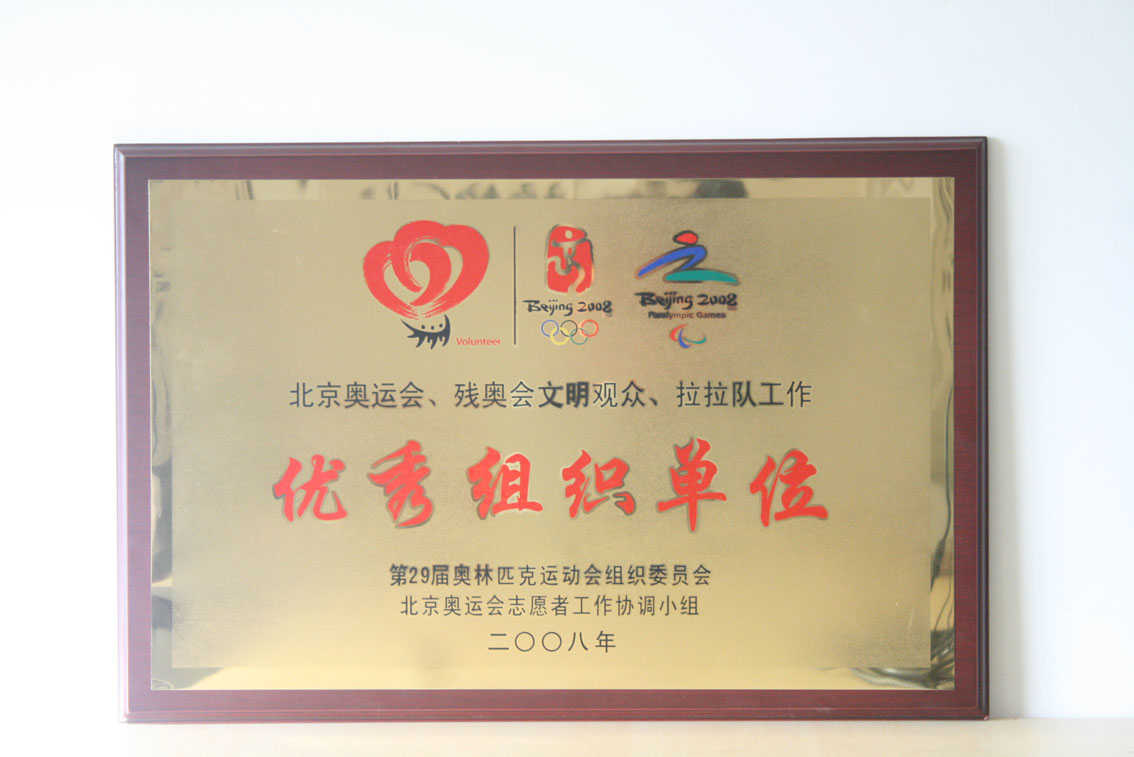 Volunteer
Beijing 2008
Beijing 2008
Paralympic Games
北京奥运会、残奥会文明观众、拉拉队工作
优秀组织单位
第29届奥林匹克运动会组织委员会
北京奥运会志愿者工作协调小组
二〇〇八年